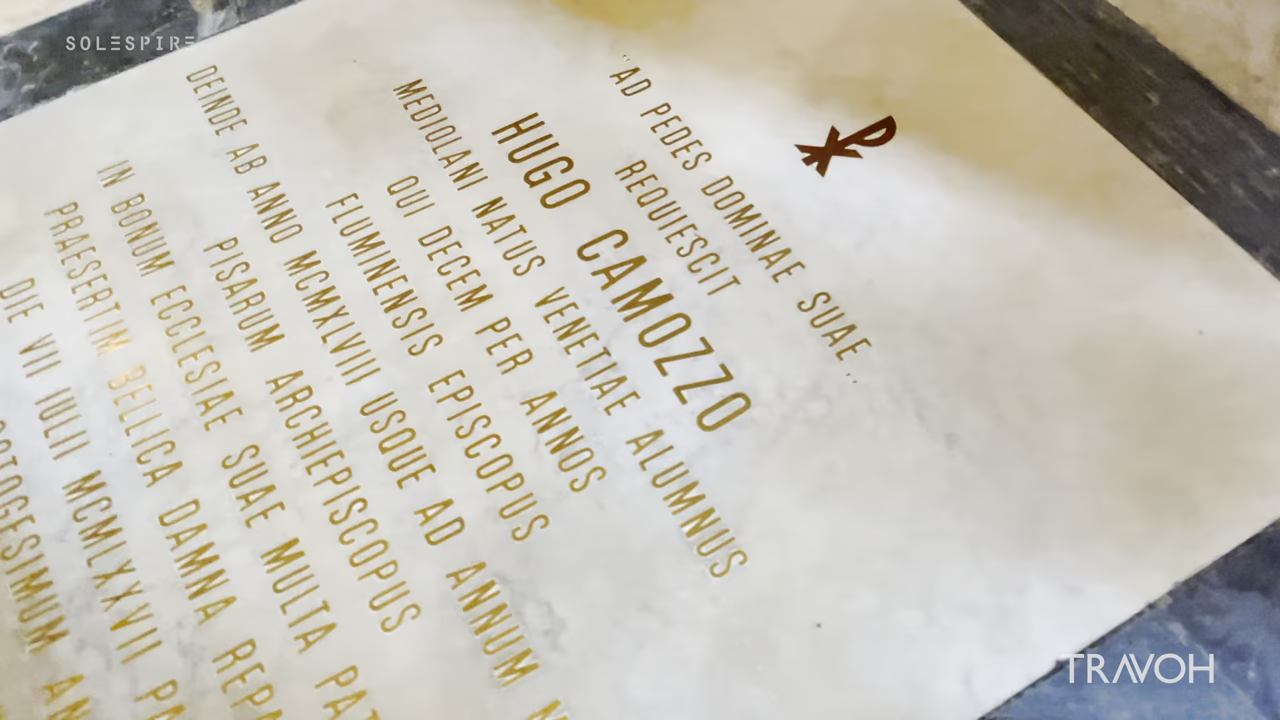 SOLESPIRE
"AD PEDES DOMINAE SUAE"
REQUIESCIT
HUGO CAMOZZO
MEDIOLANI NATUS VENETIAE ALUMNUS
QUI DECEM PER ANNOS
FLUMINENSIS EPISCOPUS
DEINDE AB ANNO MCMXLVIII USQUE AD ANNUM
PISARUM ARCHIEPISCOPUS
IN BONUM ECCLESIAE SUAE MULTA
PRAESERTIM BELLICA DAMNA
DIE VII IULII MCMLXXVII
TRAVOH